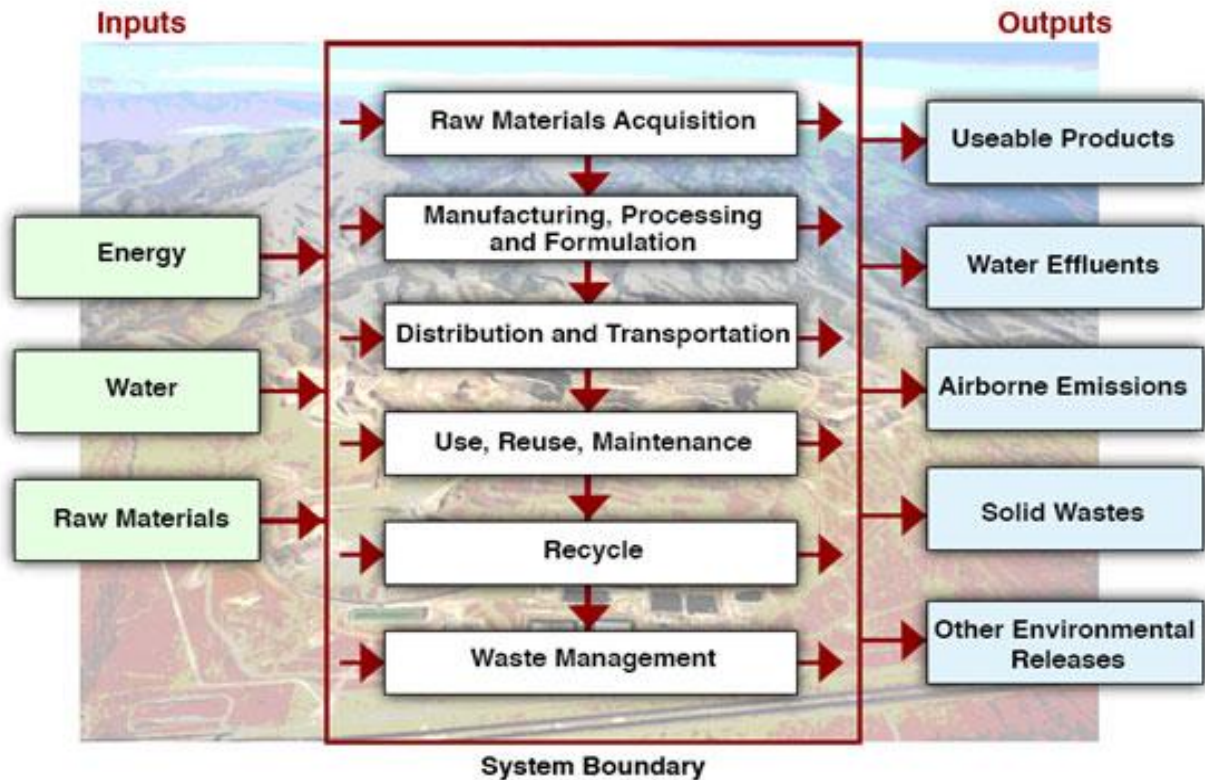 Inputs
Outputs
Raw Materials Acquisition
Useable Products
Manufacturing, Processing
and Formulation
Energy
Water Effluents
Distribution and Transportation
Water
Airborne Emissions
Use, Reuse, Maintenance
Raw Materials
Solid Wastes
Recycle
Other Environmental
Releases
Waste Management
System Boundary